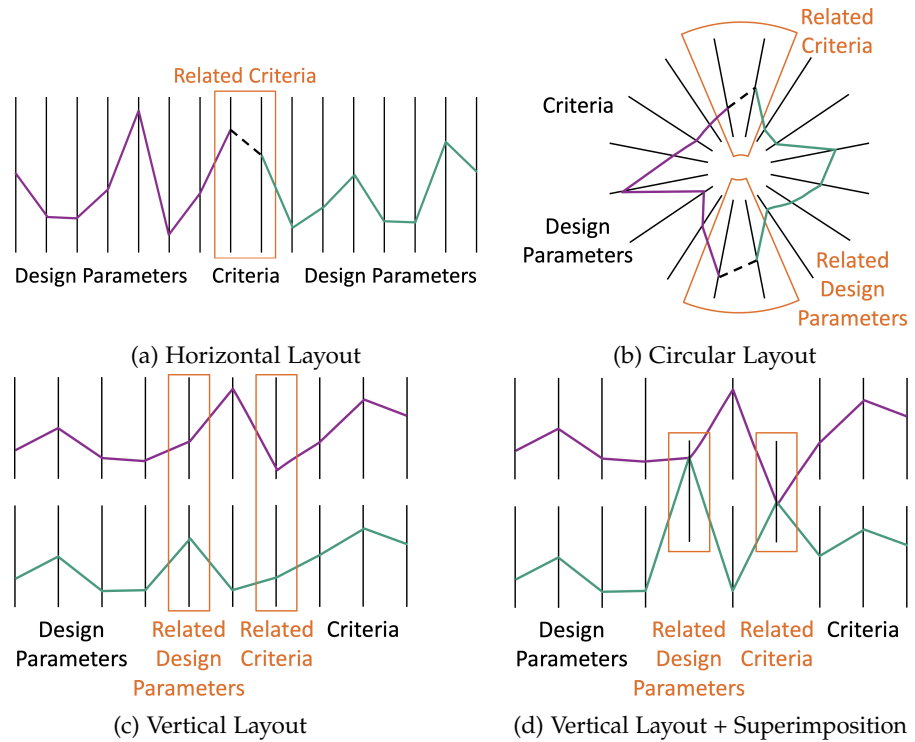 Related Criteria
Design Parameters
Criteria
Design Parameters
(a) Horizontal Layout
Related
Criteria
Criteria
Design
Parameters
Related
Design
Parameters
(b) Circular Layout
Design
Parameters
Related
Design
Parameters
Related
Criteria
Criteria
(c) Vertical Layout
Design
Parameters
Related
Design
Parameters
Related
Criteria
Criteria
(d) Vertical Layout + Superimposition